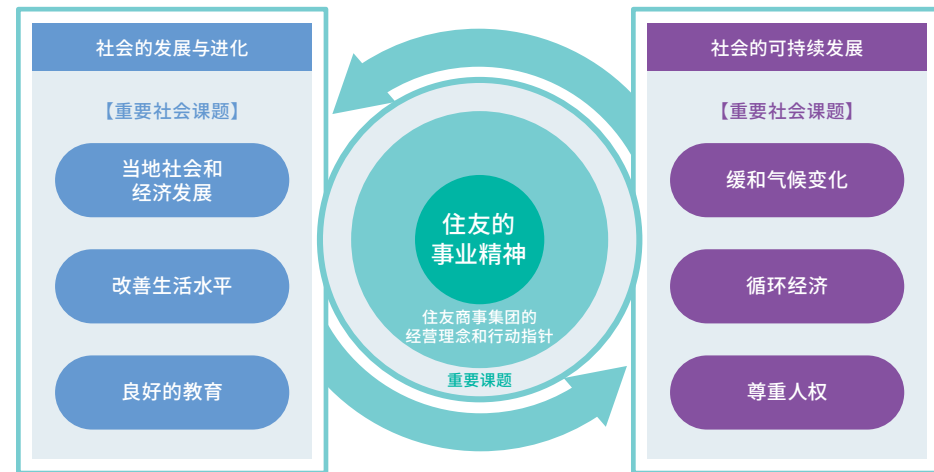 社会的发展与进化
【重要社会课题】
当地社会和
经济发展
改善生活水平
良好的教育
住友的
事业精神
住友商事集团的
经营理念和行动指针
重要课题
社会的可持续发展
【重要社会课题】
缓和气候变化
循环经济
尊重人权